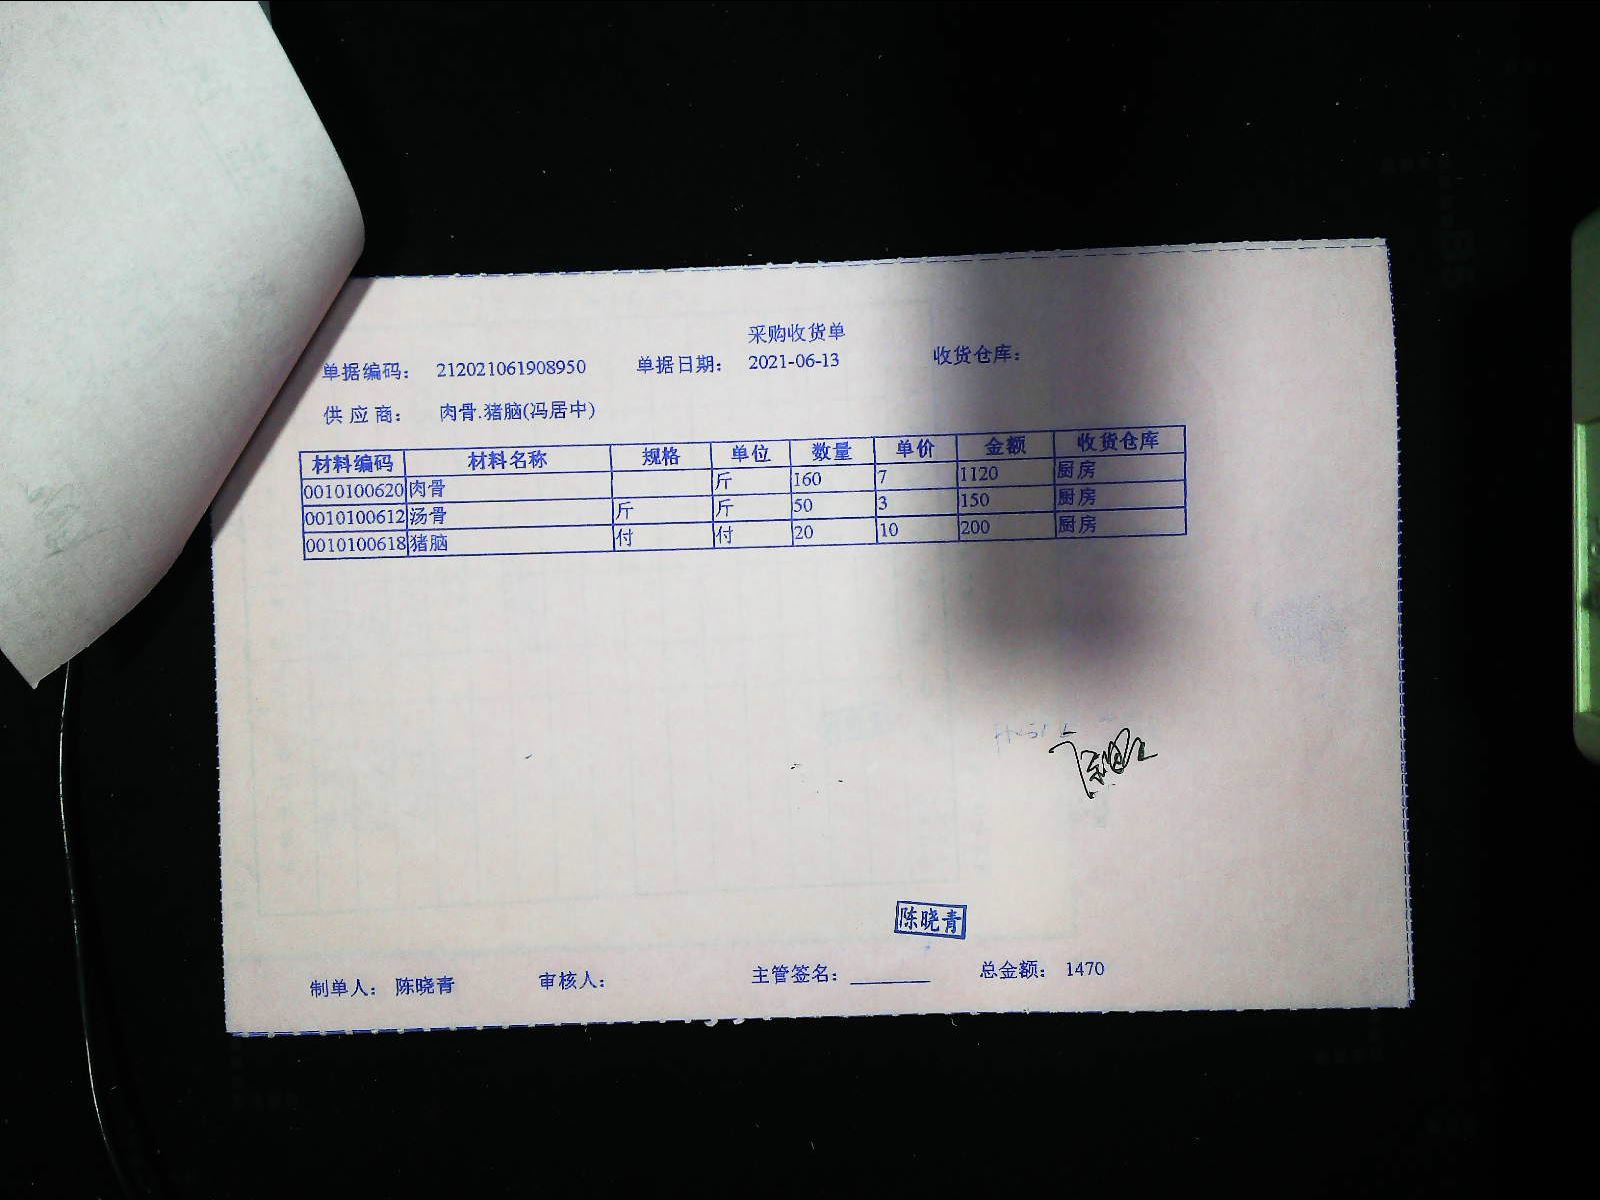 采购收货单
单据编码： 212021061908950 单据日期： 2021-06-13 收货仓库：
供 应 商： 肉骨.猪脑(冯居中)
材料编码 材料名称 规格 单位 数量 单价 金额 收货仓库
0010100620 肉骨 斤 160 7 1120 厨房
0010100612 汤骨 斤 斤 50 3 150 厨房
0010100618 猪脑 付 付 20 10 200 厨房
陈晓青
制单人： 陈晓青 审核人： 主管签名： 总金额： 1470